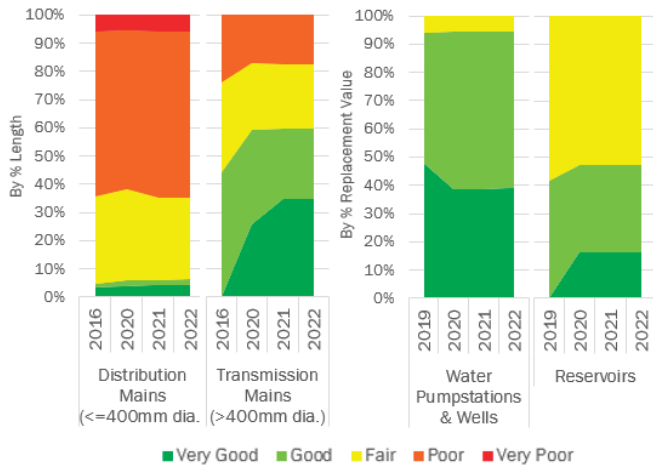 100%
90%
80%
70%
60%
50%
40%
30%
20%
10%
0%
By % Length
2016 2020 2021 2022 2016 2020 2021 2022
Distribution
Mains
(<=400mm dia.
Transmission
Mains
(>400mm dia.)
100%
90%
80%
70%
60%
50%
40%
30%
20%
10%
0%
By % Replacement Value
2019 2020 2021 2022 2019 2020 2021 2022
Water
Pumpstations
& Wells
Reservoirs
Very Good Good Fair Poor Very Poor